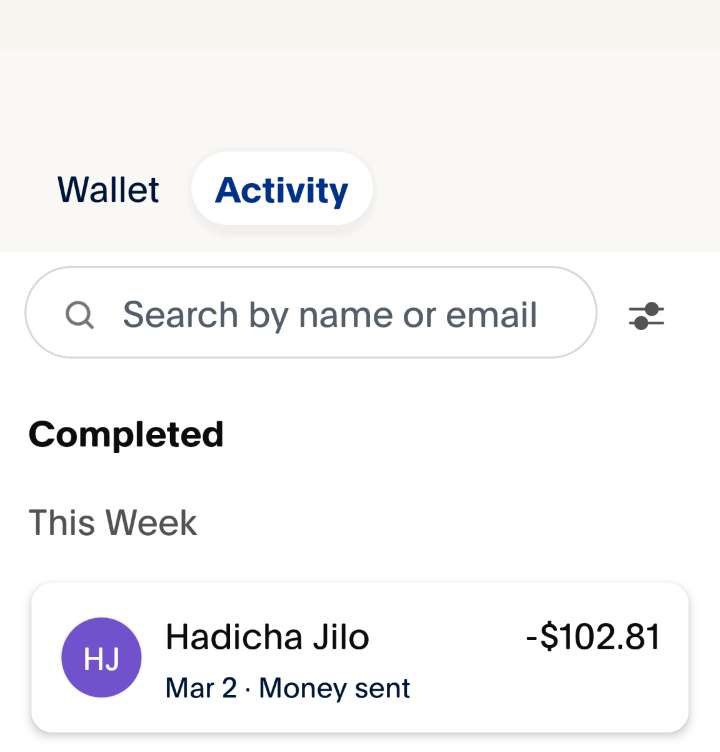 Wallet Activity
Search by name or email
Completed
This Week
HJ Hadicha Jilo -$102.81
Mar 2 · Money sent